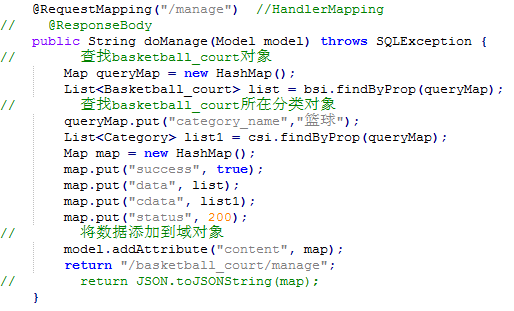 @RequestMapping("/manage")  //HandlerMapping
//    @ResponseBody
    public String doManage(Model model) throws SQLException {
//        查找basketball_court对象
        Map queryMap = new HashMap();
        List<Basketball_court> list = bsi.findByProp(queryMap);
//        查找basketball_court所在分类对象
        queryMap.put("category_name","篮球");
        List<Category> list1 = csi.findByProp(queryMap);
        Map map = new HashMap();
        map.put("success", true);
        map.put("data", list);
        map.put("cdata", list1);
        map.put("status", 200);
//        将数据添加到域对象
        model.addAttribute("content", map);
        return "/basketball_court/manage";
//        return JSON.toJSONString(map);
    }